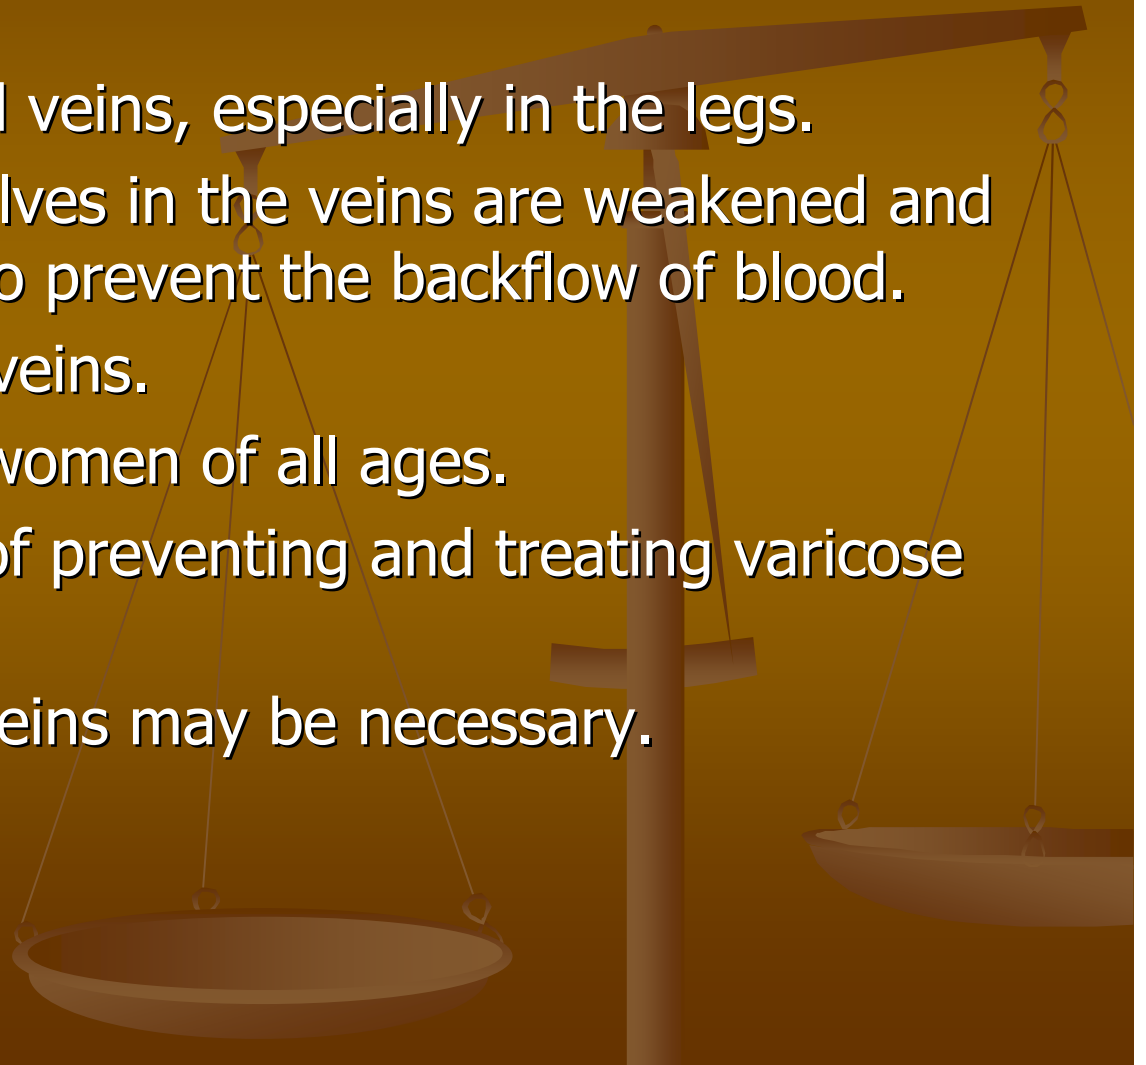 veins, especially in the legs.
lves in the veins are weakened and
o prevent the backflow of blood.
veins.
women of all ages.
of preventing and treating varicose
eins may be necessary.